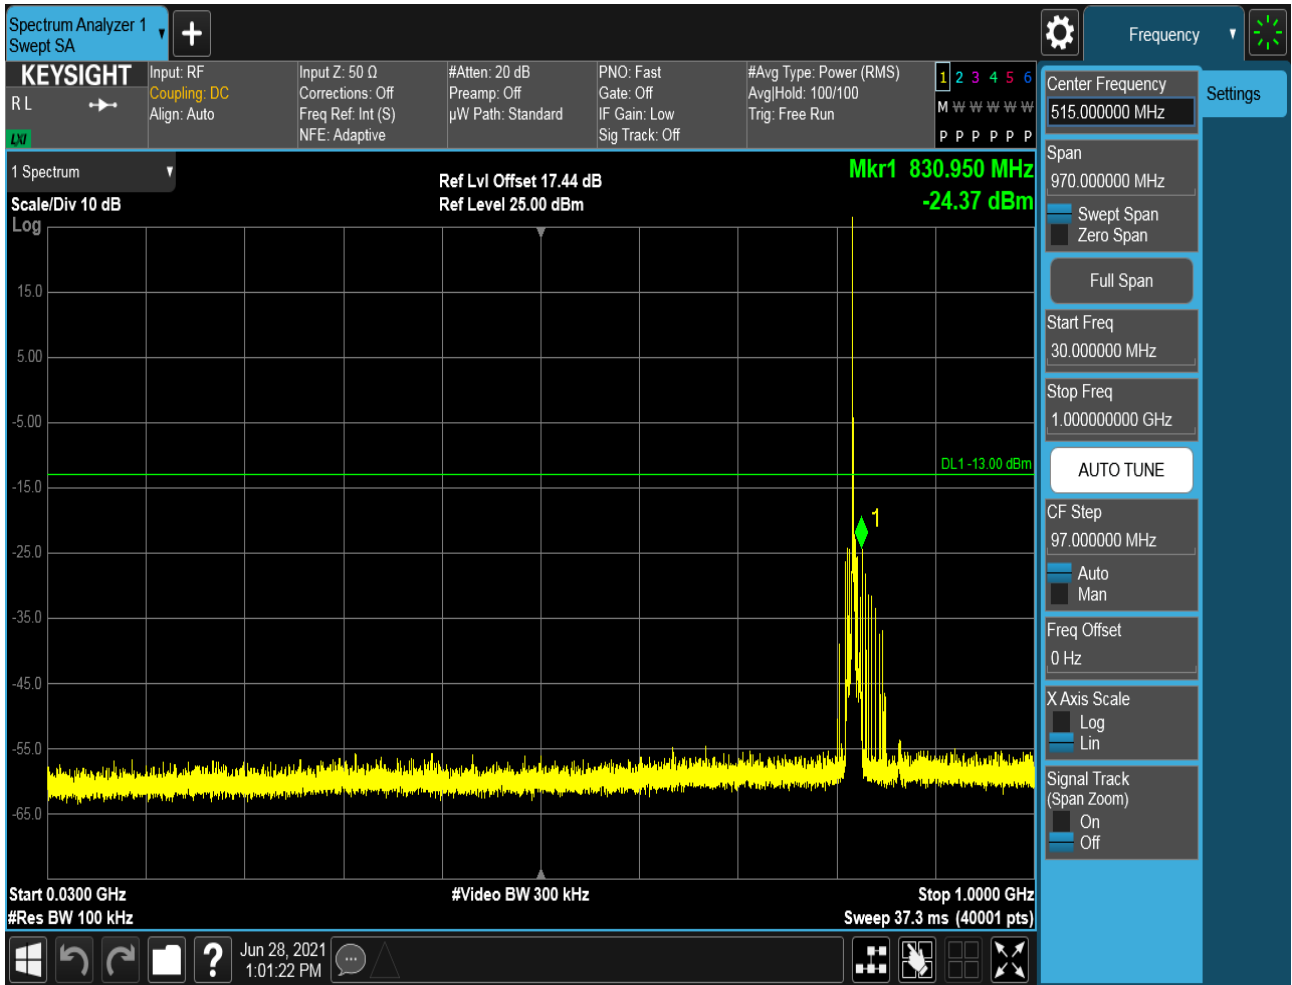 Spectrum Analyzer 1
Swept SA
Frequency
KEYSIGHT
R L
LXI
Input: RF
Coupling: DC
Align: Auto
Input Z: 50 Ω
Corrections: Off
Freq Ref: Int (S)
NFE: Adaptive
#Atten: 20 dB
Preamp: Off
µW Path: Standard
PNO: Fast
Gate: Off
IF Gain: Low
Sig Track: Off
#Avg Type: Power (RMS)
Avg|Hold: 100/100
Trig: Free Run
1 2 3 4 5 6
M W W W W W
P P P P P P
1 Spectrum
Scale/Div 10 dB
Log
Ref Lvl Offset 17.44 dB
Ref Level 25.00 dBm
Mkr1 830.950 MHz
-24.37 dBm
15.0
5.00
-5.00
-15.0
-25.0
-35.0
-45.0
-55.0
-65.0
DL1 -13.00 dBm
1
Start 0.0300 GHz
#Res BW 100 kHz
#Video BW 300 kHz
Stop 1.0000 GHz
Sweep 37.3 ms (40001 pts)
Center Frequency
515.000000 MHz
Settings
Span
970.000000 MHz
Swept Span
Zero Span
Full Span
Start Freq
30.000000 MHz
Stop Freq
1.000000000 GHz
AUTO TUNE
CF Step
97.000000 MHz
Auto
Man
Freq Offset
0 Hz
X Axis Scale
Log
Lin
Signal Track
(Span Zoom)
On
Off
?
Jun 28, 2021
1:01:22 PM